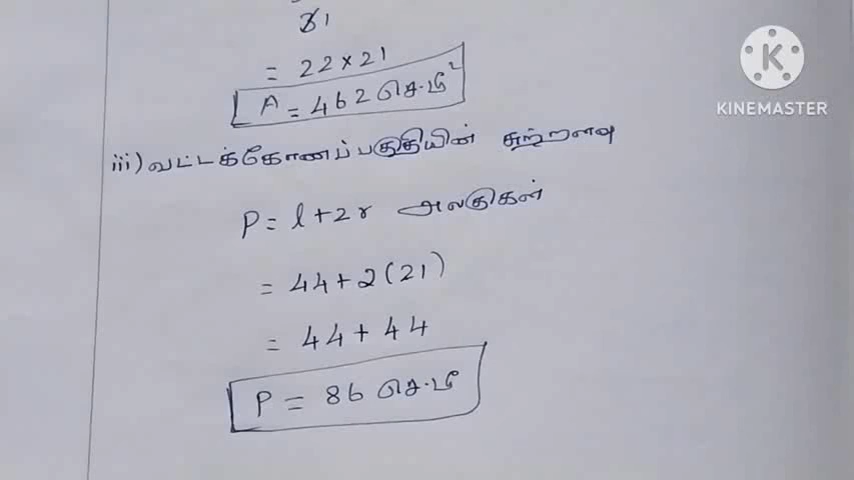 = 22 × 21
A = 462 செ.மீ²
iii) வட்டக்கோணப்பகுதியின் சுற்றளவு
P = l + 2r அலகுகள்
= 44 + 2(21)
= 44 + 44
P = 86 செ.மீ
KINEMASTER